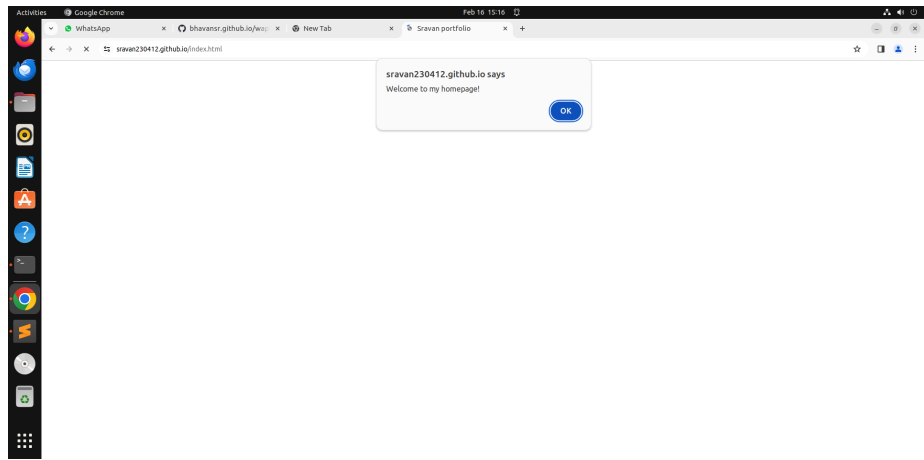 Activities Google Chrome Feb 16 15:16
WhatsApp bhavansr.github.io/wa New Tab Sravan portfolio
sravan230412.github.io/index.html
sravan230412.github.io says
Welcome to my homepage!
OK